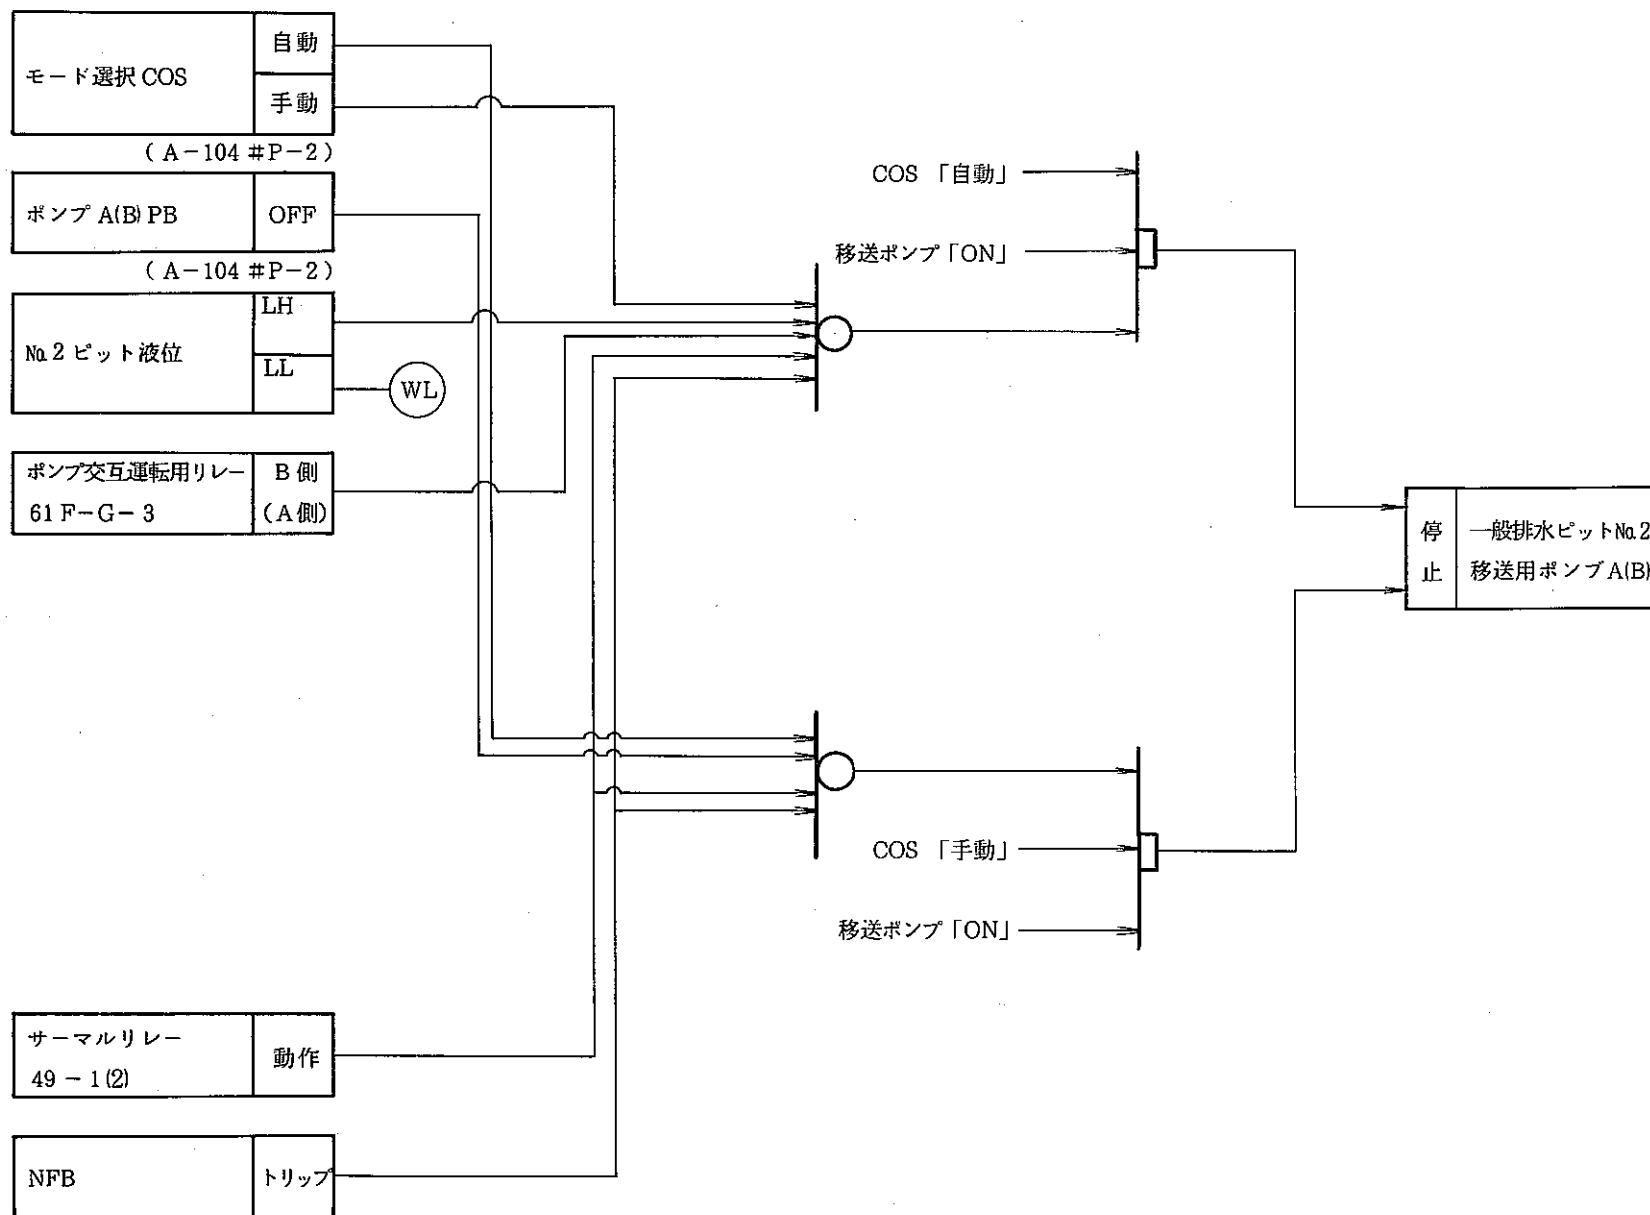 モード選択 COS
自動
手動
( A-104 #P-2 )
ポンプ A(B) PB
OFF
( A-104 #P-2 )
№2 ピット液位
LH
LL
WL
ポンプ交互運転用リレー
61 F-G-3
B 側
(A 側)
サーマルリレー
49-1(2)
動作
NFB
トリップ
COS 「自動」
移送ポンプ「ON」
COS 「手動」
移送ポンプ「ON」
停
止
一般排水ピット№2
移送用ポンプ A(B)